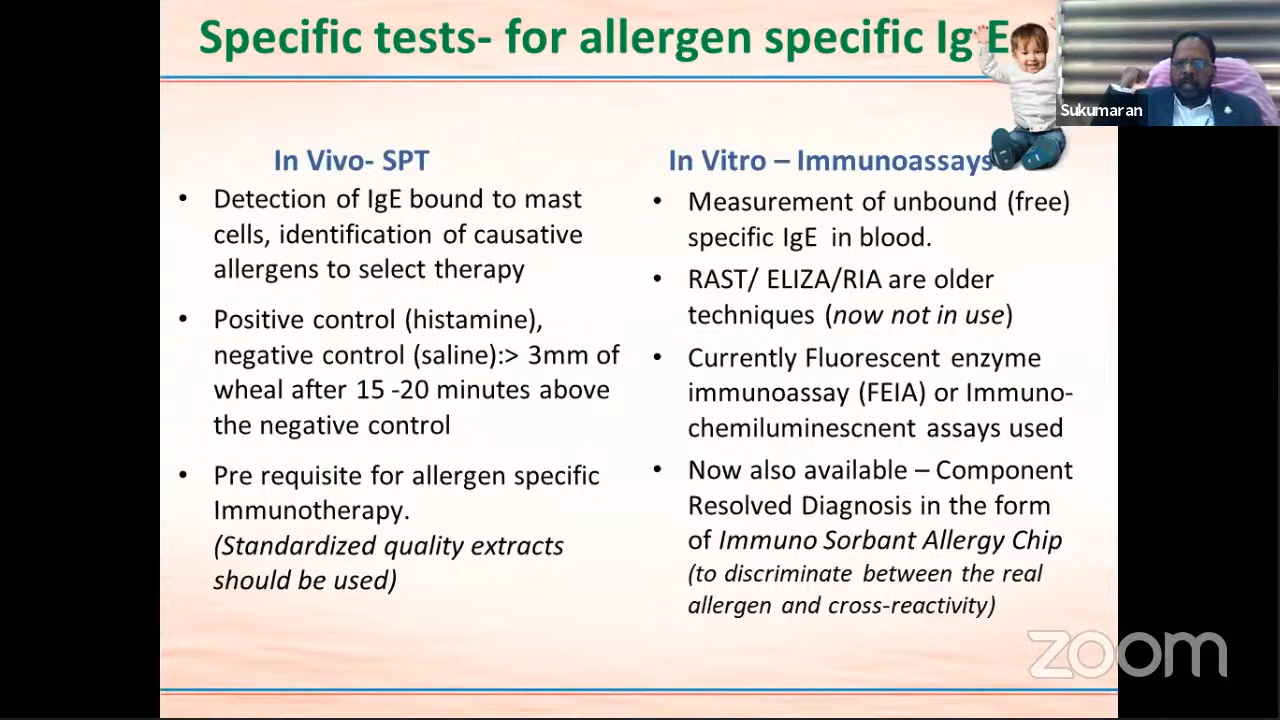 Specific tests- for allergen specific Ig E
Sukumaran
In Vivo- SPT
• Detection of IgE bound to mast
cells, identification of causative
allergens to select therapy
• Positive control (histamine),
negative control (saline):> 3mm of
wheal after 15 -20 minutes above
the negative control
• Pre requisite for allergen specific
Immunotherapy.
(Standardized quality extracts
should be used)
In Vitro – Immunoassays
• Measurement of unbound (free)
specific IgE in blood.
• RAST/ ELIZA/RIA are older
techniques (now not in use)
• Currently Fluorescent enzyme
immunoassay (FEIA) or Immuno-
chemiluminescnent assays used
• Now also available – Component
Resolved Diagnosis in the form
of Immuno Sorbant Allergy Chip
(to discriminate between the real
allergen and cross-reactivity)
zoom